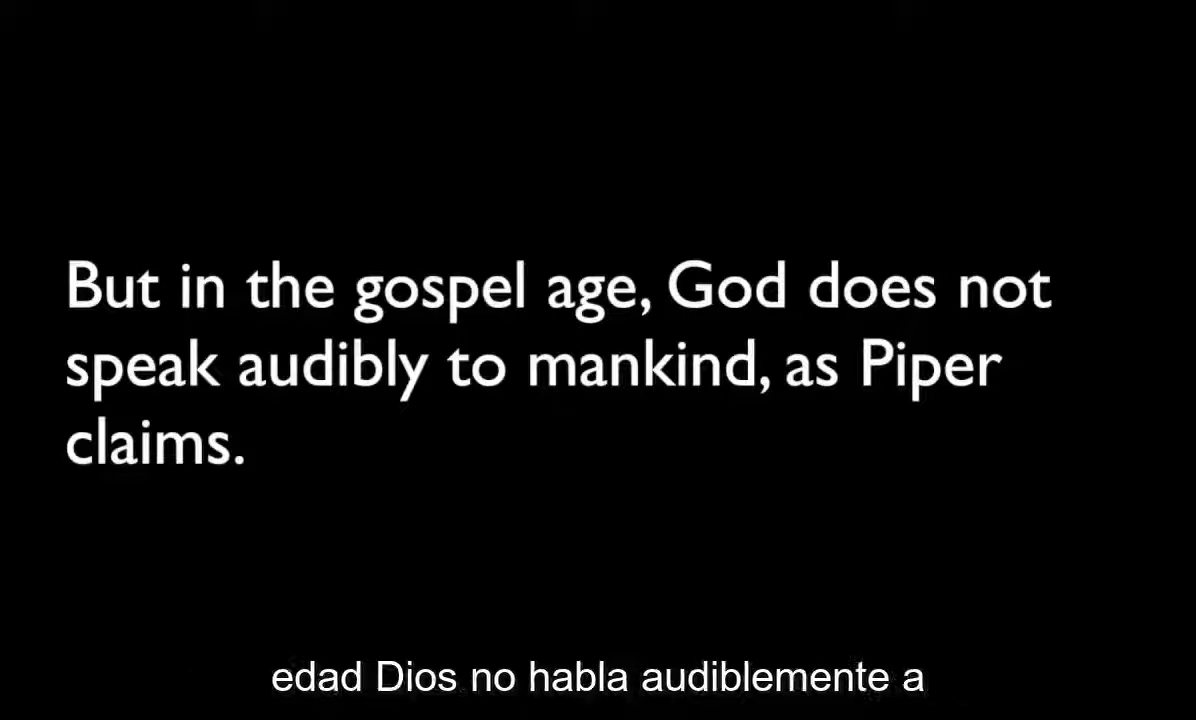 But in the gospel age, God does not
speak audibly to mankind, as Piper
claims.
edad Dios no habla audiblemente a